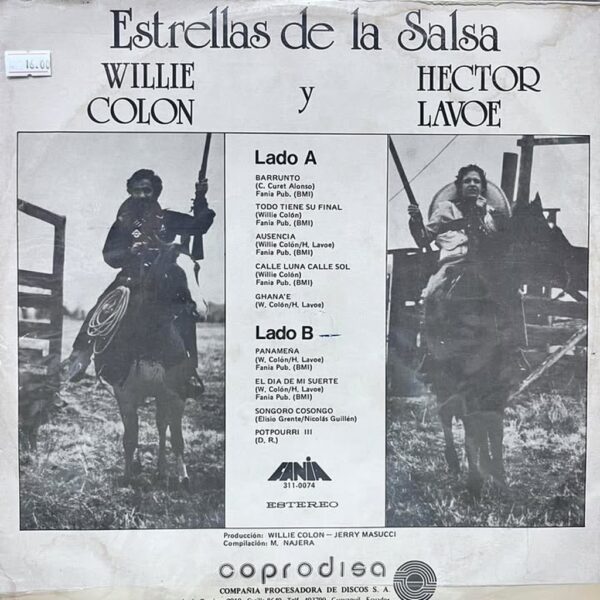 Estrellas de la Salsa
16.00
WILLIE
COLON
y
HECTOR
LAVOE
Lado A
BARRUNTO
(C. Curet Alonso)
Fania Pub. (BMI)
TODO TIENE SU FINAL
(Willie Colón)
Fania Pub. (BMI)
AUSENCIA
(Willie Colón/H. Lavoe)
Fania Pub. (BMI)
CALLE LUNA CALLE SOL
(Willie Colón)
Fania Pub. (BMI)
GHANA'E
(W. Colón/H. Lavoe)
Lado B
PANAMEÑA
(W. Colón/H. Lavoe)
Fania Pub. (BMI)
EL DIA DE MI SUERTE
(W. Colón/H. Lavoe)
Fania Pub. (BMI)
SONGORO COSONGO
(Elisio Grente/Nicolás Guillén)
POTPOURRI III
(D. R.)
FANIA
311-0074
ESTEREO
Producción: WILLIE COLON — JERRY MASUCCI
Compilación: M. NAJERA
coprodisa
COMPAÑIA PROCESADORA DE DISCOS S. A.